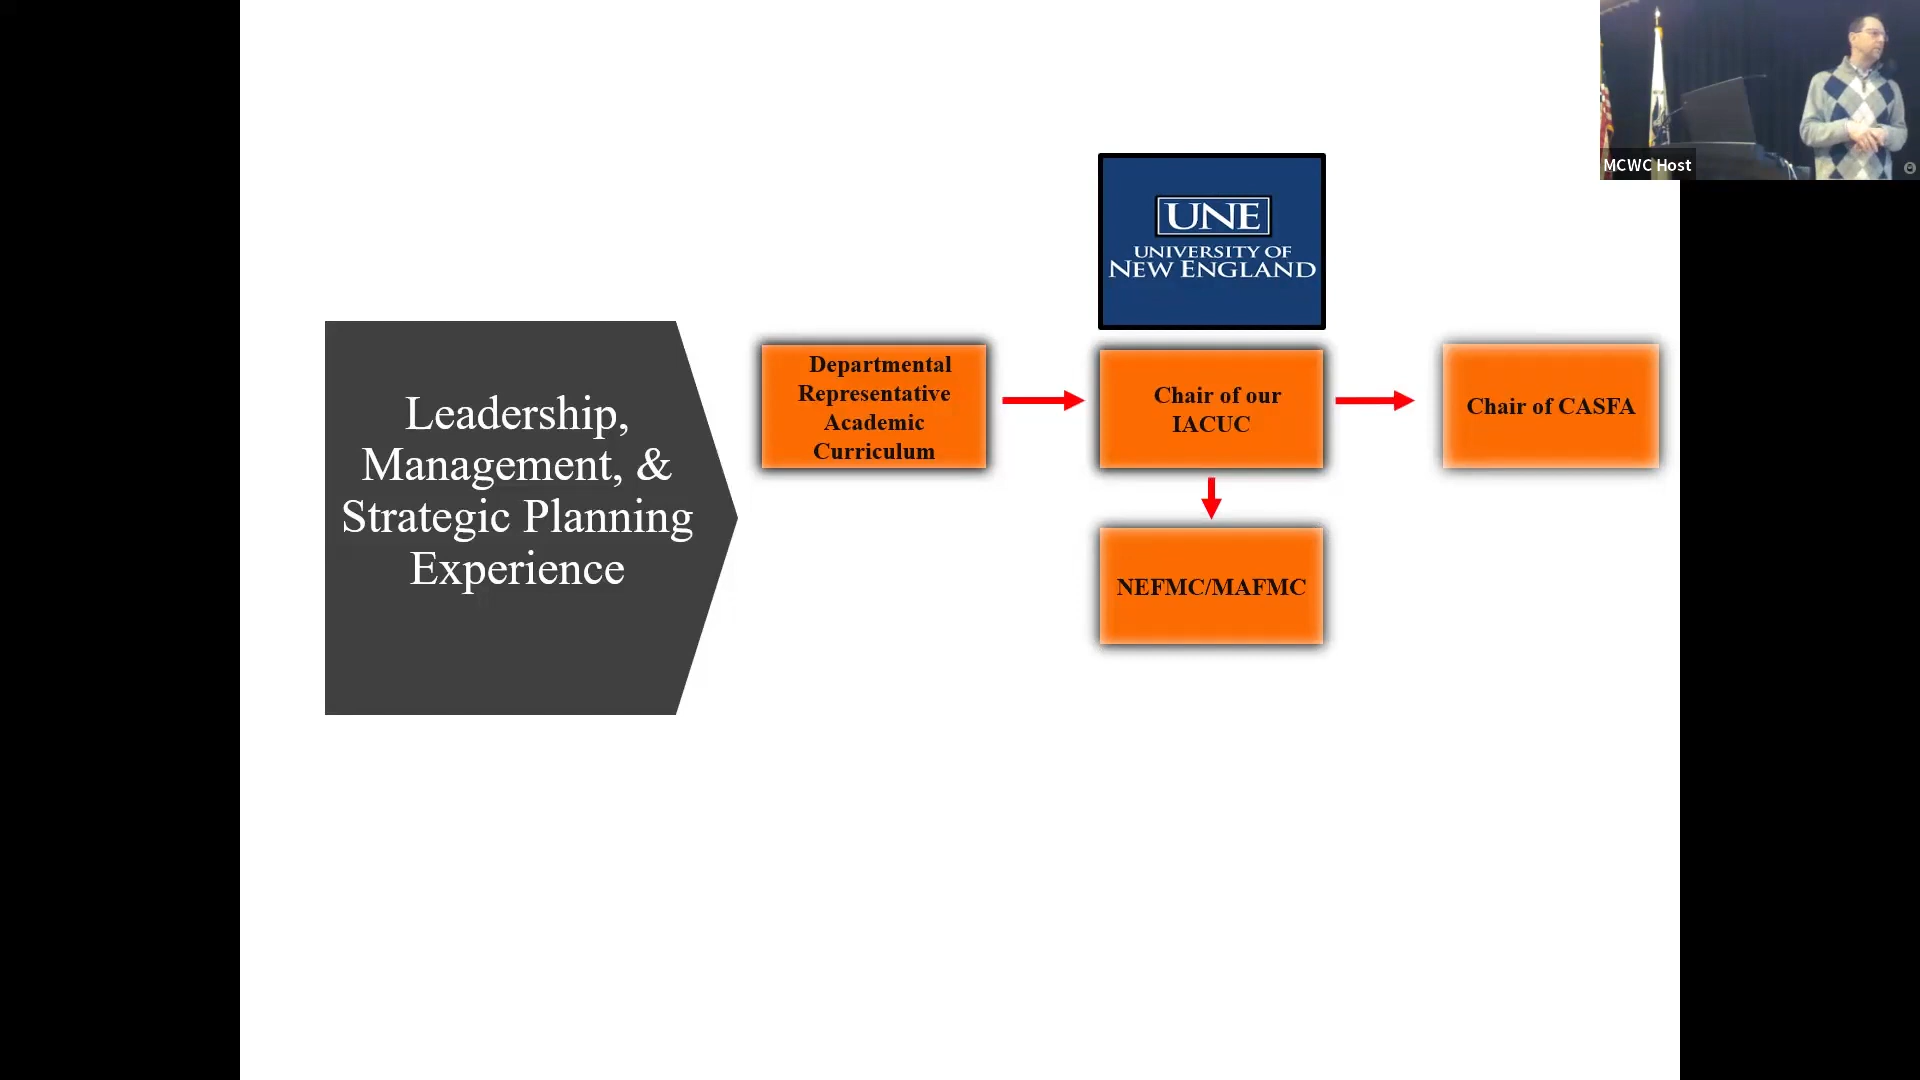 MCWC Host
UNE
UNIVERSITY OF
NEW ENGLAND
Leadership,
Management, &
Strategic Planning
Experience
Departmental
Representative
Academic
Curriculum
Chair of our
IACUC
Chair of CASFA
NEFMC/MAFMC